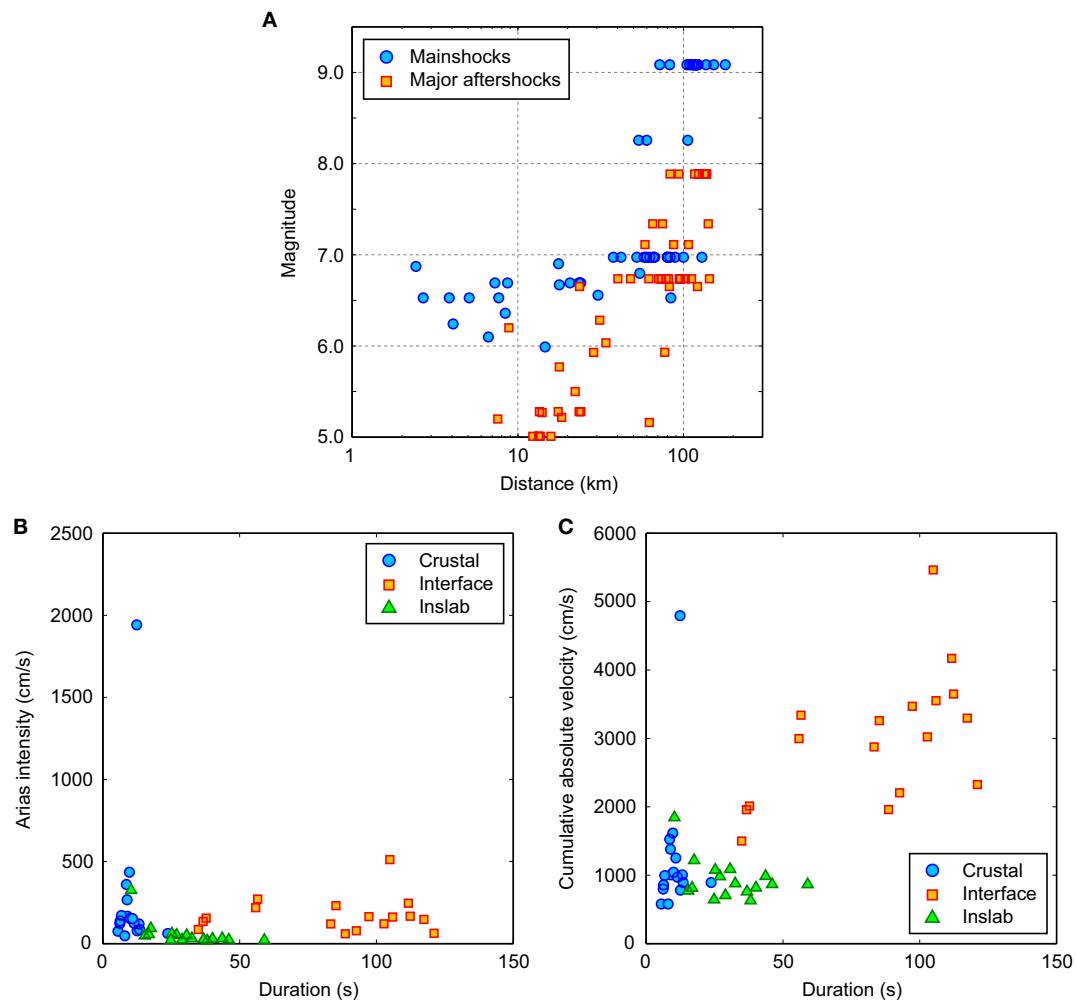 A
Mainshocks
Major aftershocks
9.0
8.0
7.0
6.0
5.0
Magnitude
1
10
100
Distance (km)
B
2500
2000
1500
1000
500
0
Arias intensity (cm/s)
Crustal
Interface
Inslab
0
50
100
150
Duration (s)
C
6000
5000
4000
3000
2000
1000
0
Cumulative absolute velocity (cm/s)
Crustal
Interface
Inslab
0
50
100
150
Duration (s)